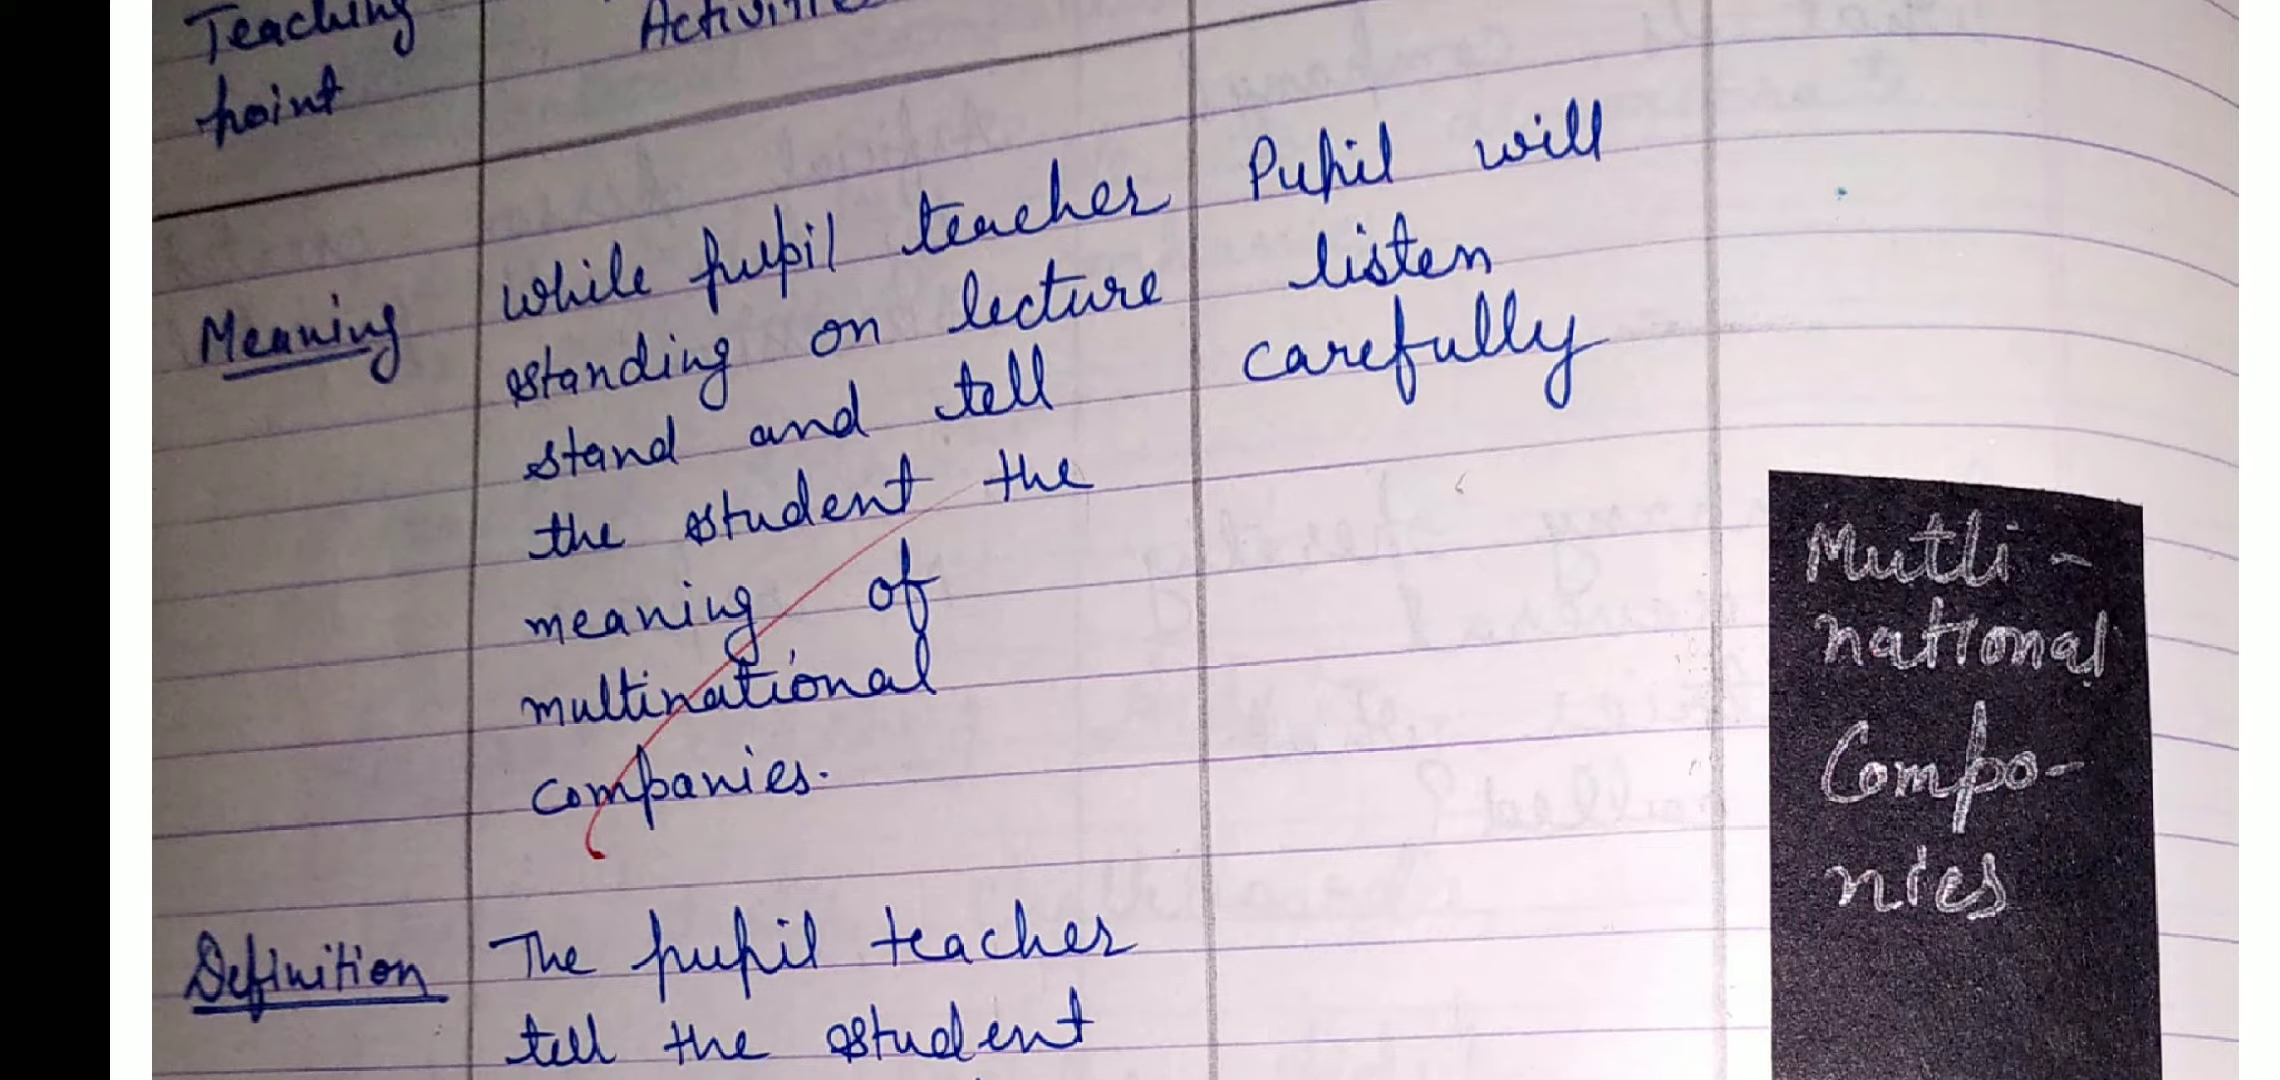 Teaching
point
Activitie
Meaning
while pupil teacher
standing on lecture
stand and tell
the student the
meaning of
multinational
companies.
Pupil will
listen
carefully
Mutli -
national
Compo-
nies
Definition
The pupil teacher
tell the student